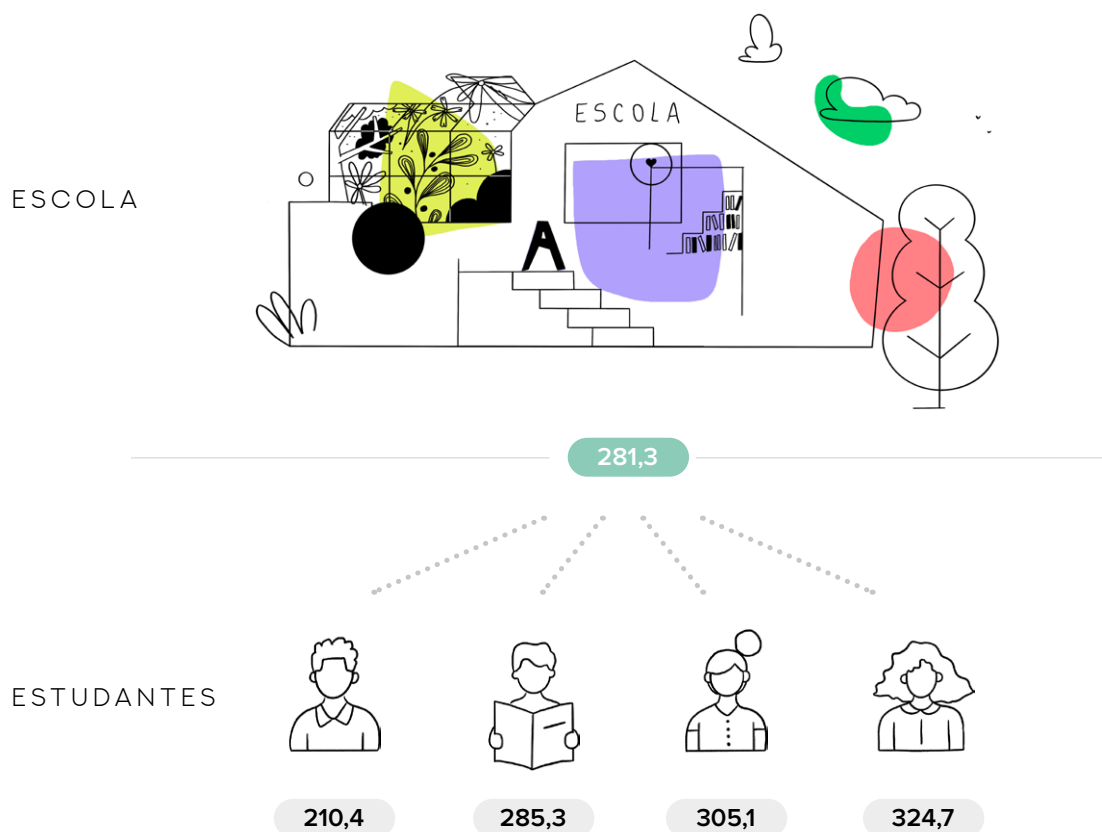 ESCOLA
ESCOLA
A
281,3
ESTUDANTES
210,4 285,3 305,1 324,7